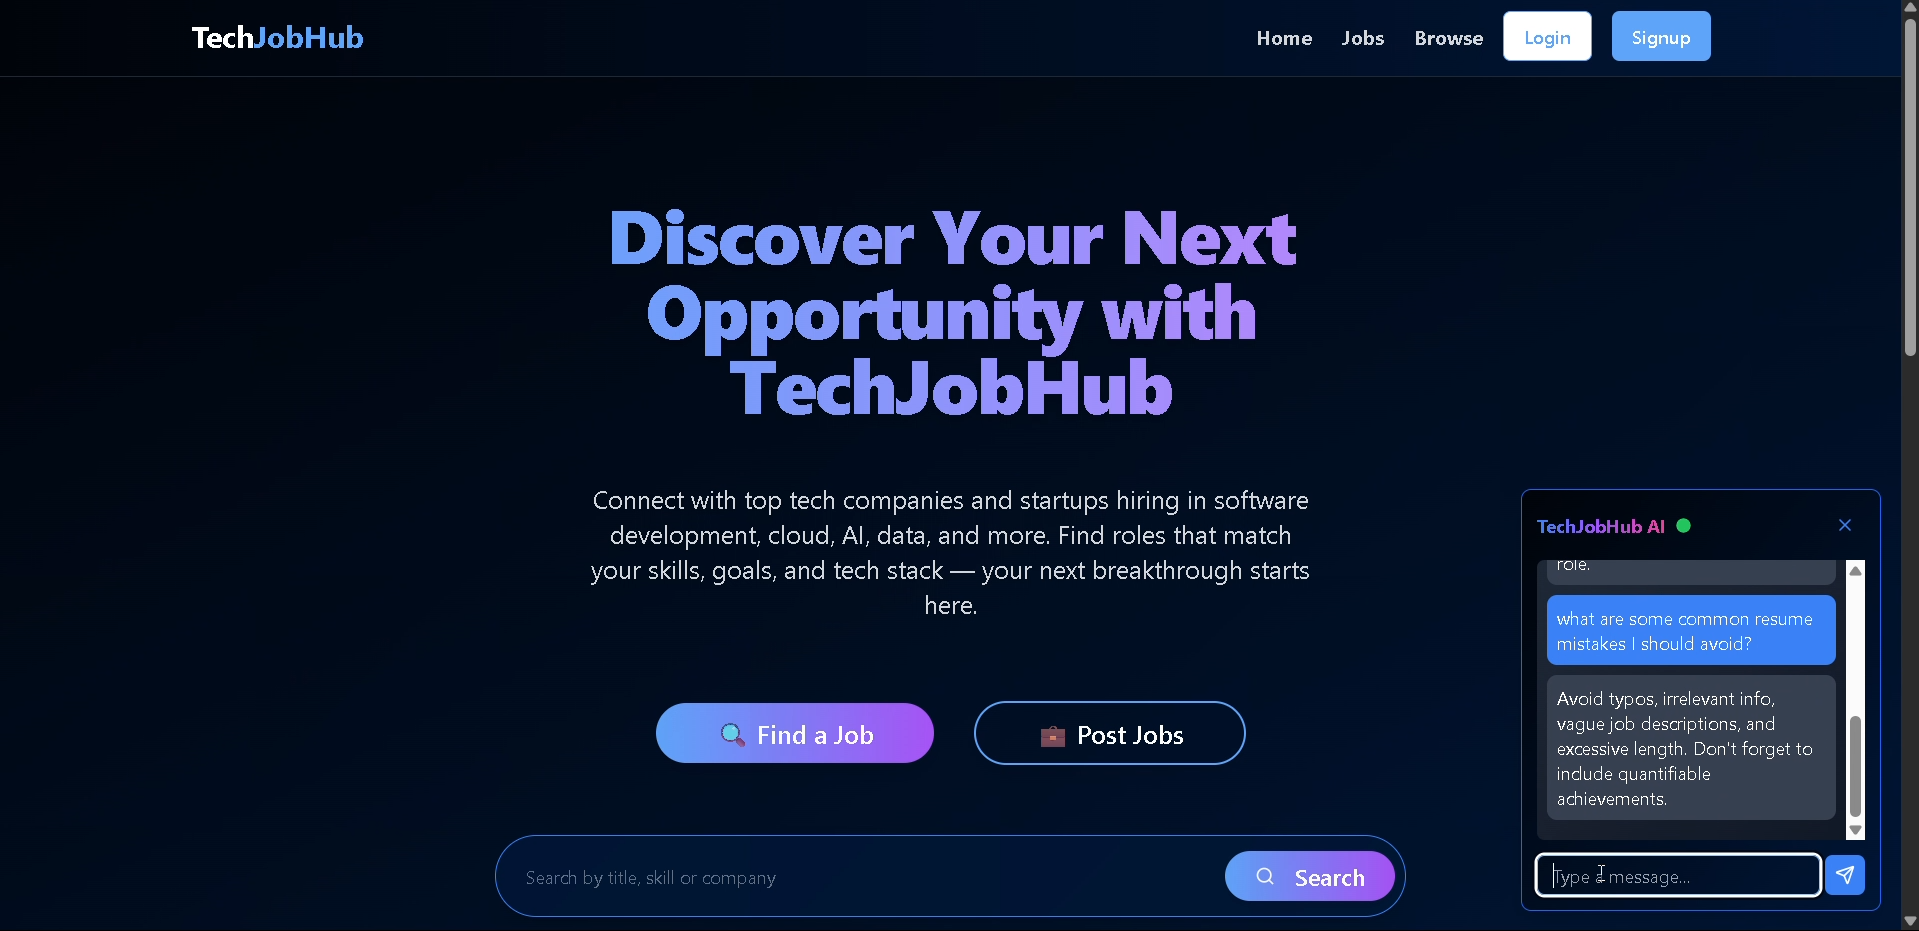 TechJobHub
Home
Jobs
Browse
Login
Signup
Discover Your Next
Opportunity with
TechJobHub
Connect with top tech companies and startups hiring in software
development, cloud, AI, data, and more. Find roles that match
your skills, goals, and tech stack — your next breakthrough starts
here.
Find a Job
Post Jobs
Search by title, skill or company
Search
TechJobHub AI
role.
what are some common resume
mistakes I should avoid?
Avoid typos, irrelevant info,
vague job descriptions, and
excessive length. Don't forget to
include quantifiable
achievements.
Type a message...